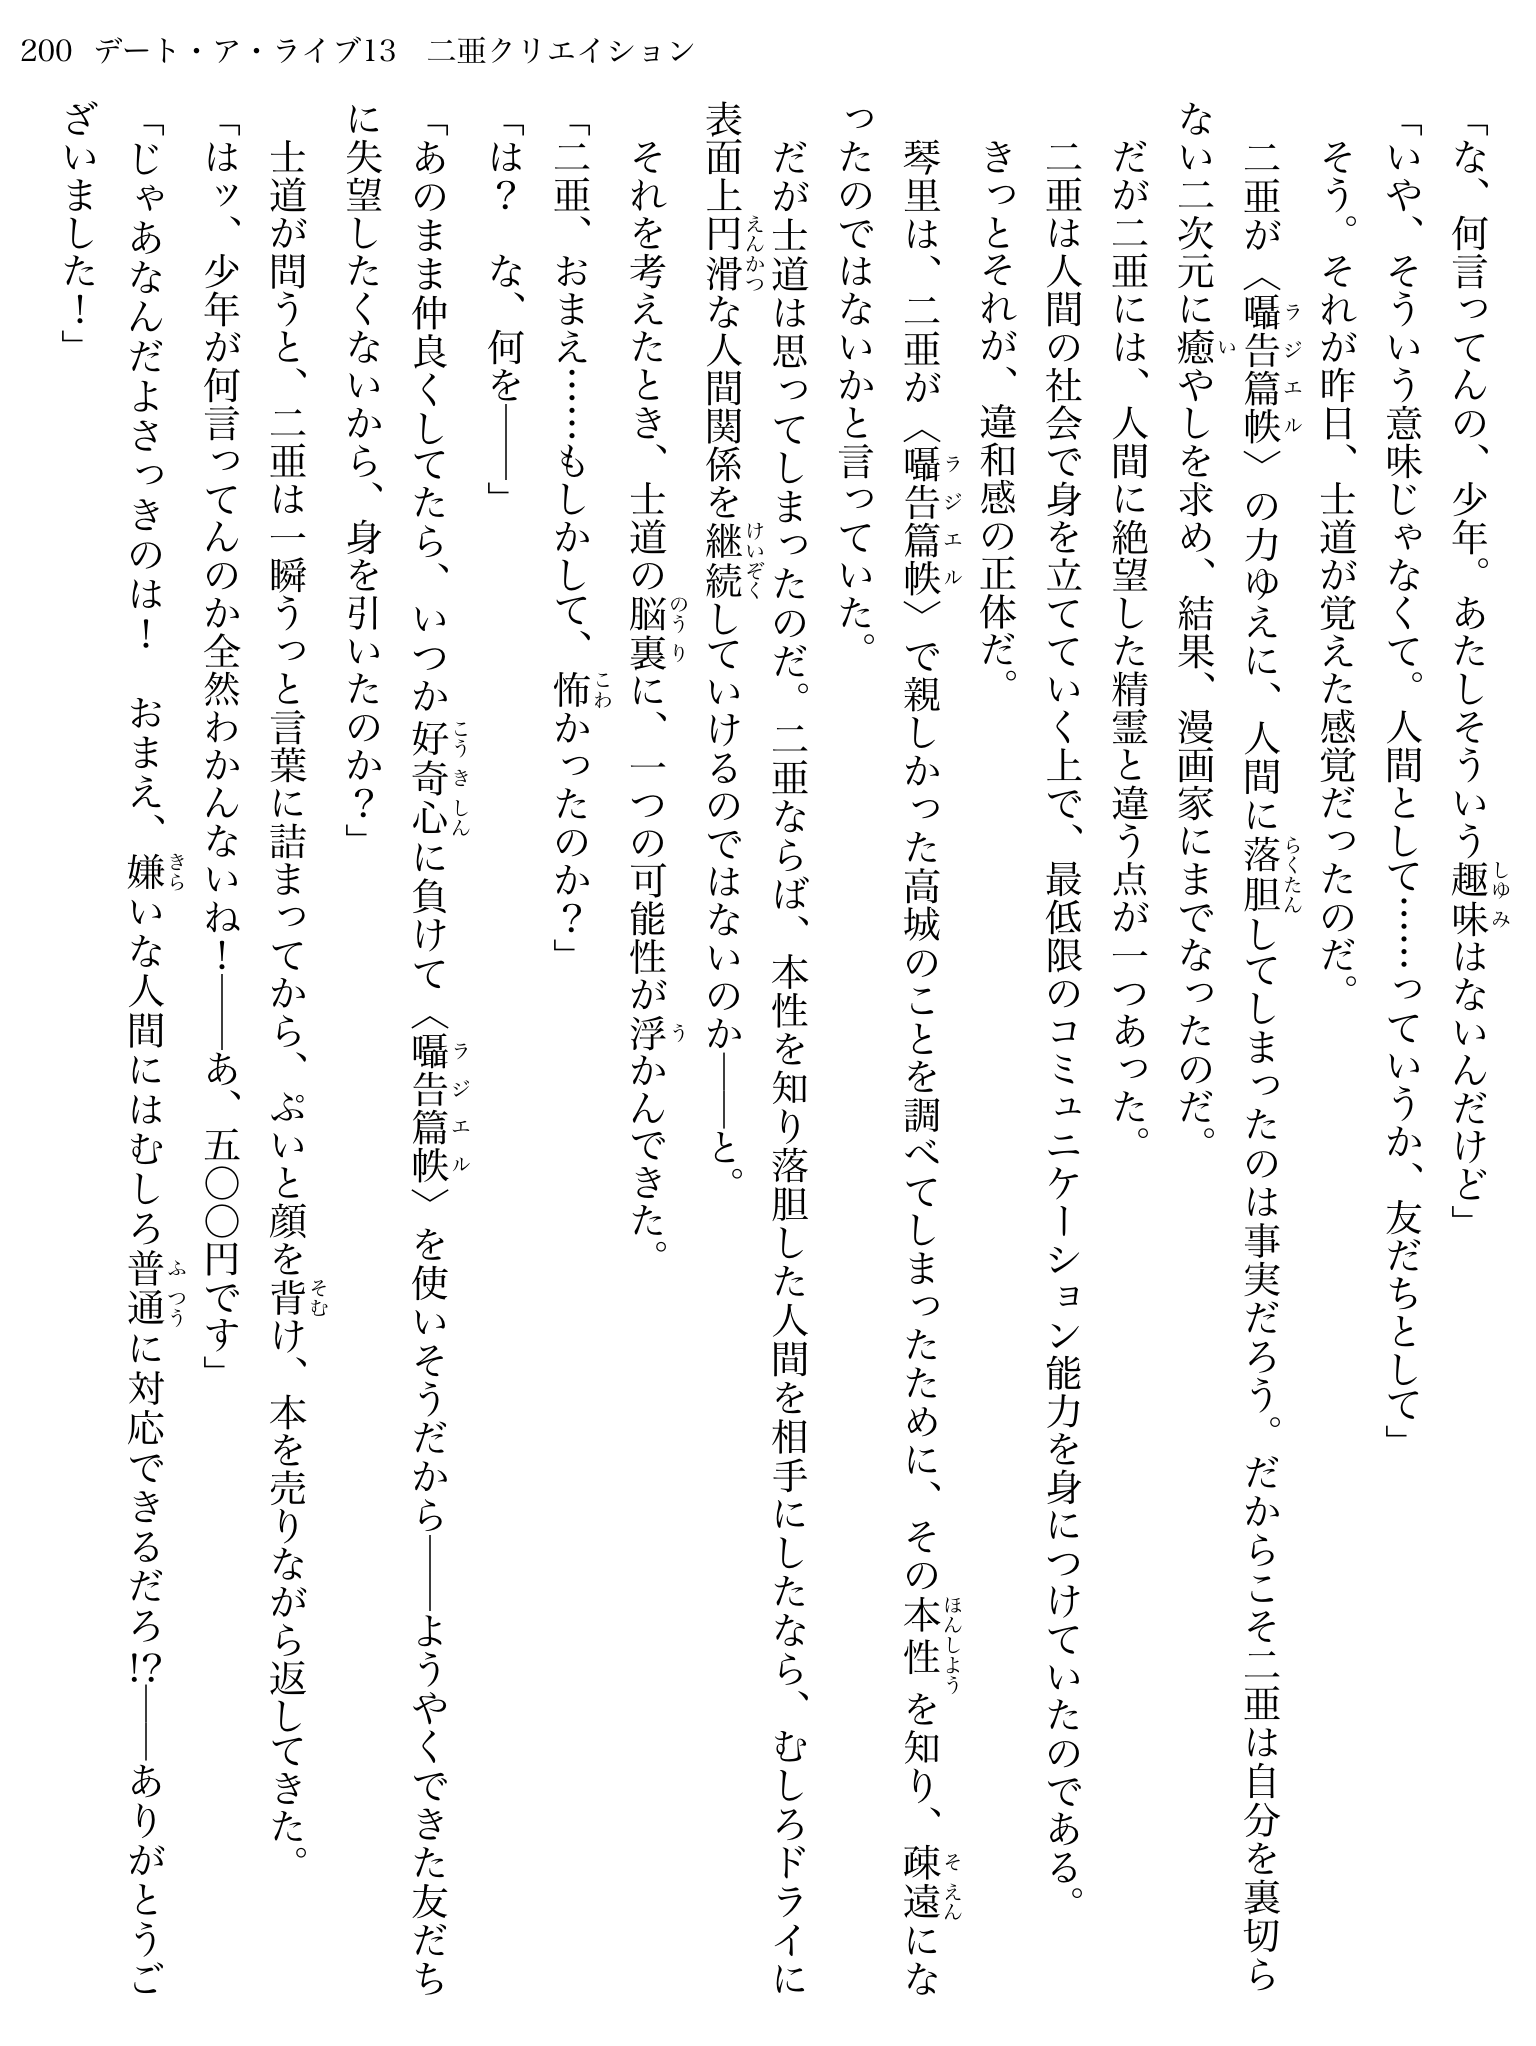 200 デート・ア・ライブ13　二亜クリエイション
「な、何言ってんの、少年。あたしそういう趣味はないんだけど」
「いや、そういう意味じゃなくて。人間として……っていうか、友だちとして」
　そう。それが昨日、士道が覚えた感覚だったのだ。
　二亜が〈囁告篇帙〉の力ゆえに、人間に落胆してしまったのは事実だろう。だからこそ二亜は自分を裏切ら
ない二次元に癒やしを求め、結果、漫画家にまでなったのだ。
　だが二亜には、人間に絶望した精霊と違う点が一つあった。
　二亜は人間の社会で身を立てていく上で、最低限のコミュニケーション能力を身につけていたのである。
　きっとそれが、違和感の正体だ。
　琴里は、二亜が〈囁告篇帙〉で親しかった高城のことを調べてしまったために、その本性を知り、疎遠にな
ったのではないかと言っていた。
　だが士道は思ってしまったのだ。二亜ならば、本性を知り落胆した人間を相手にしたなら、むしろドライに
表面上円滑な人間関係を継続していけるのではないのか――と。
　それを考えたとき、士道の脳裏に、一つの可能性が浮かんできた。
「二亜、おまえ……もしかして、怖かったのか？」
「は？　な、何を――」
「あのまま仲良くしてたら、いつか好奇心に負けて〈囁告篇帙〉を使いそうだから――ようやくできた友だち
に失望したくないから、身を引いたのか？」
　士道が問うと、二亜は一瞬うっと言葉に詰まってから、ぷいと顔を背け、本を売りながら返してきた。
「はッ、少年が何言ってんのか全然わかんないね！――あ、五〇〇円です」
「じゃあなんだよさっきのは！　おまえ、嫌いな人間にはむしろ普通に対応できるだろ!?――ありがとうご
ざいました！」